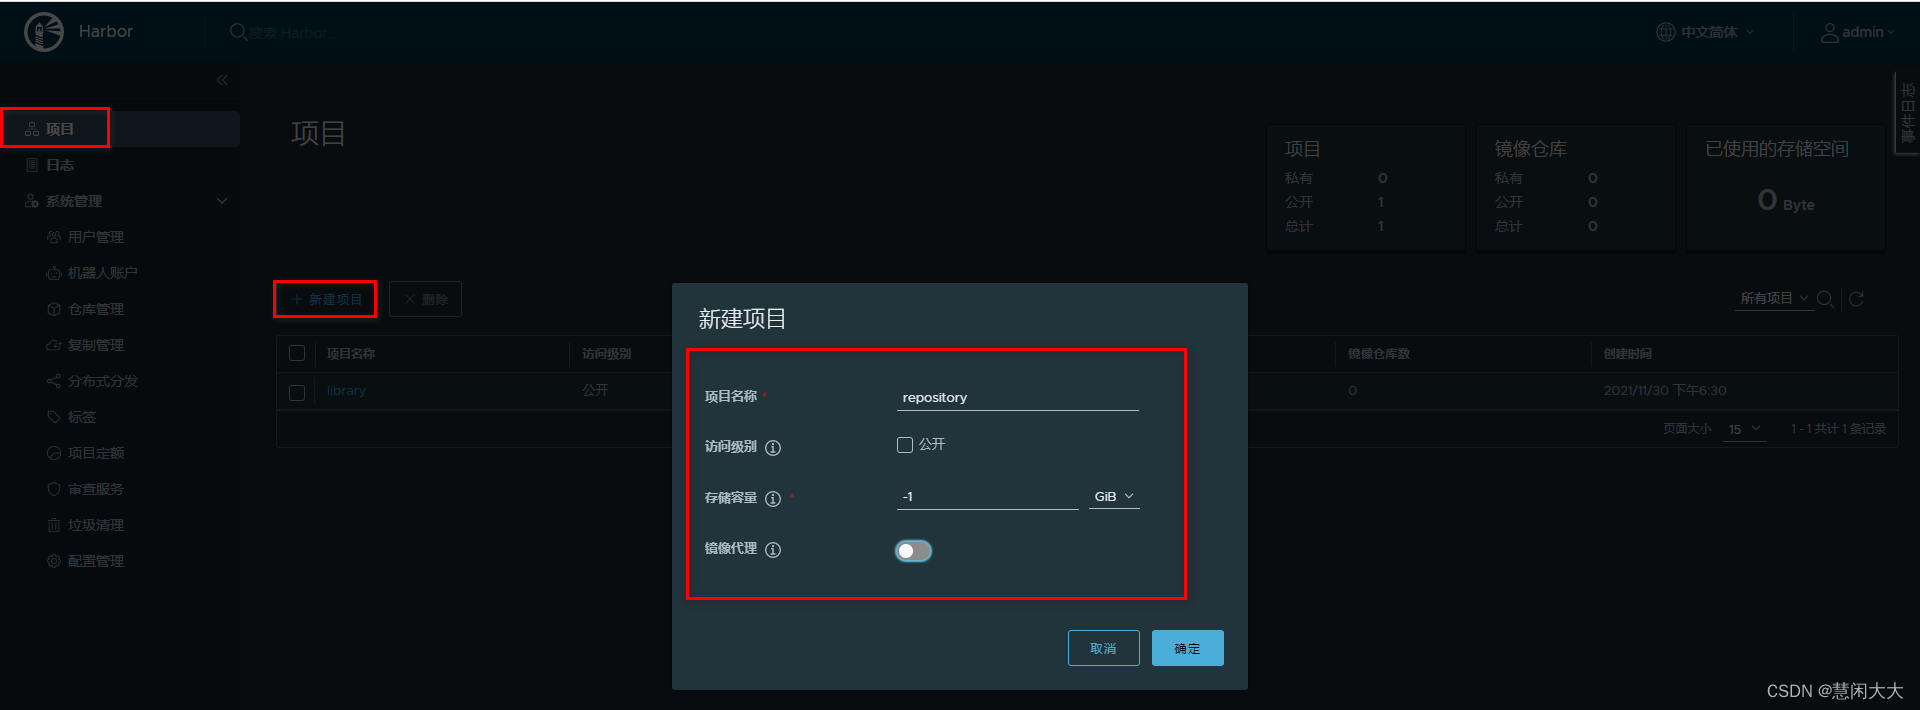 Harbor
搜索 Harbor...
中文简体
admin
事件日志
项目
日志
系统管理
用户管理
机器人账户
仓库管理
复制管理
分布式分发
标签
项目定额
审查服务
垃圾清理
配置管理
项目
项目
私有 0
公开 1
总计 1
镜像仓库
私有 0
公开 0
总计 0
已使用的存储空间
0 Byte
新建项目
删除
所有项目
项目名称 访问级别 镜像仓库数 创建时间
library 公开 0 2021/11/30 下午6:30
页面大小 15 1 - 1 共计 1 条记录
新建项目
项目名称 * repository
访问级别 公开
存储容量 * -1 GiB
镜像代理
取消 确定
CSDN @慧闲大大